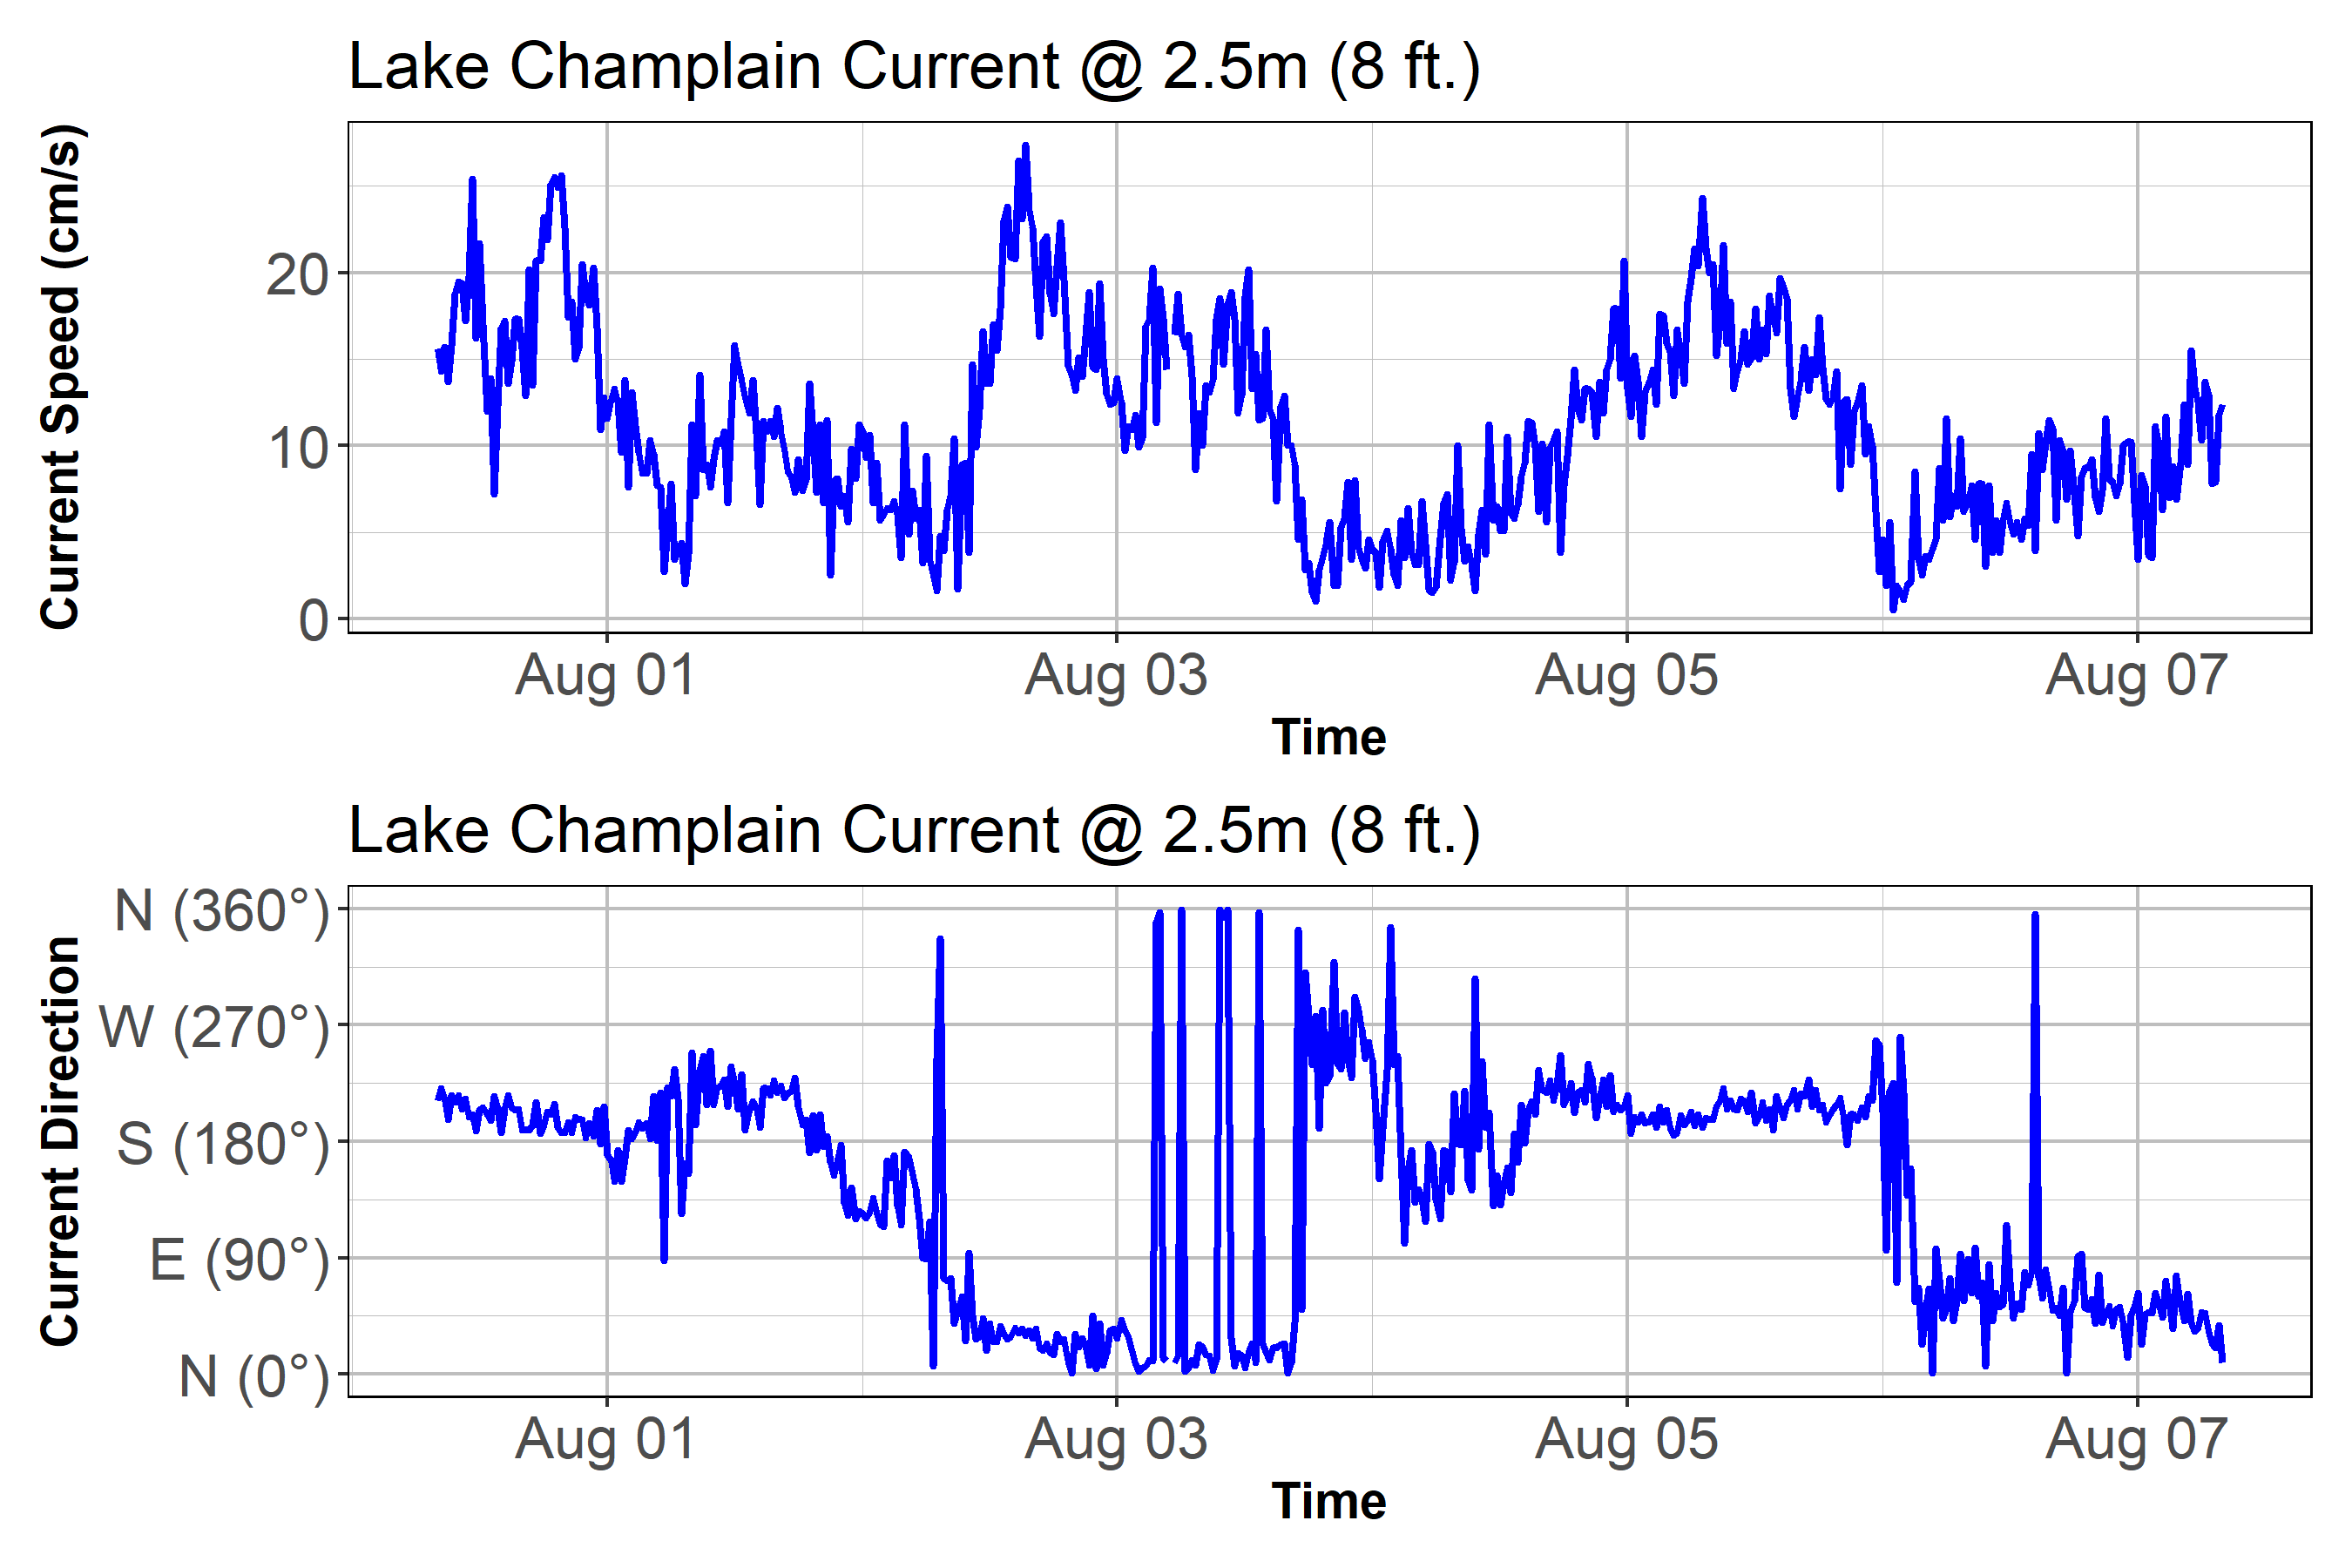 Lake Champlain Current @ 2.5m (8 ft.)
Current Speed (cm/s)
20
10
0
Aug 01 Aug 03 Aug 05 Aug 07
Time
Lake Champlain Current @ 2.5m (8 ft.)
Current Direction
N (360°)
W (270°)
S (180°)
E (90°)
N (0°)
Aug 01 Aug 03 Aug 05 Aug 07
Time